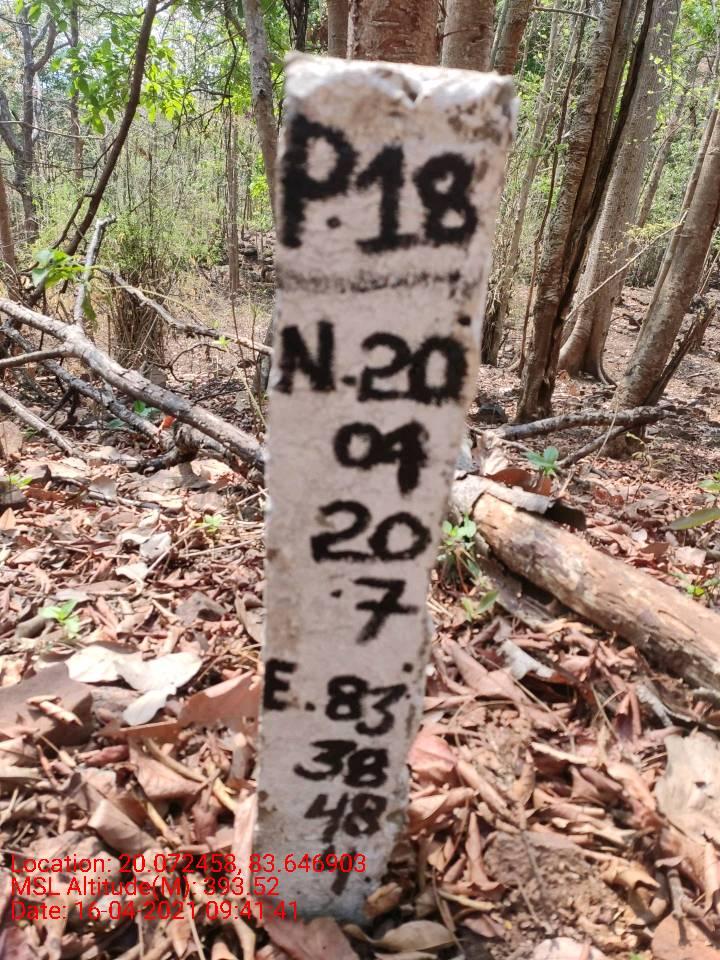 P.18
N.20
04
20
.7
E.83
38
48
.1
Location: 20.072458, 83.646903
MSL Altitude(M): 393.52
Date: 16-04-2021 09:41:41